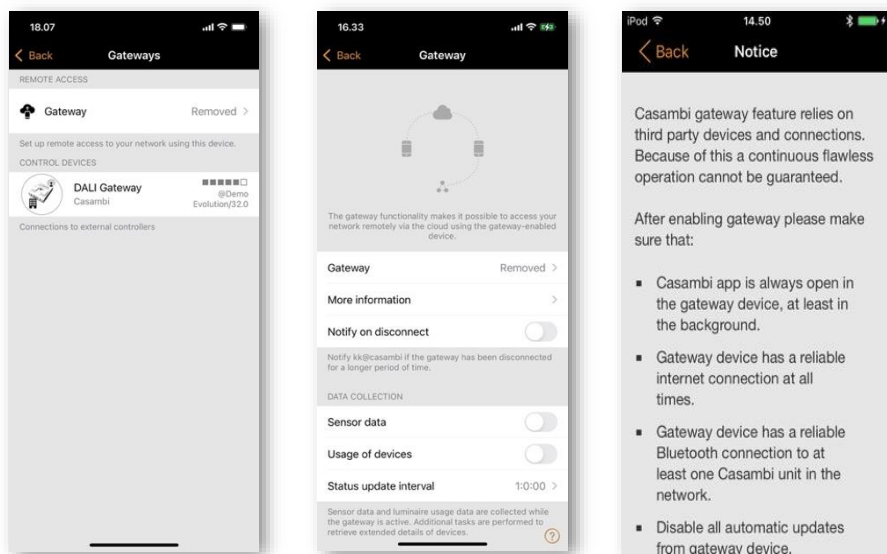 18.07
Back
Gateways
REMOTE ACCESS
Gateway
Removed
Set up remote access to your network using this device.
CONTROL DEVICES
DALI Gateway
Casambi
@Demo
Evolution/32.0
Connections to external controllers
16.33
Back
Gateway
The gateway functionality makes it possible to access your
network remotely via the cloud using the gateway-enabled
device.
Gateway
Removed
More information
Notify on disconnect
Notify kk@casambi if the gateway has been disconnected
for a longer period of time.
DATA COLLECTION
Sensor data
Usage of devices
Status update interval
1:0:00
Sensor data and luminaire usage data are collected while
the gateway is active. Additional tasks are performed to
retrieve extended details of devices.
?
iPod
14.50
Back
Notice
Casambi gateway feature relies on
third party devices and connections.
Because of this a continuous flawless
operation cannot be guaranteed.
After enabling gateway please make
sure that:
▪ Casambi app is always open in
the gateway device, at least in
the background.
▪ Gateway device has a reliable
internet connection at all
times.
▪ Gateway device has a reliable
Bluetooth connection to at
least one Casambi unit in the
network.
▪ Disable all automatic updates
from gateway device.